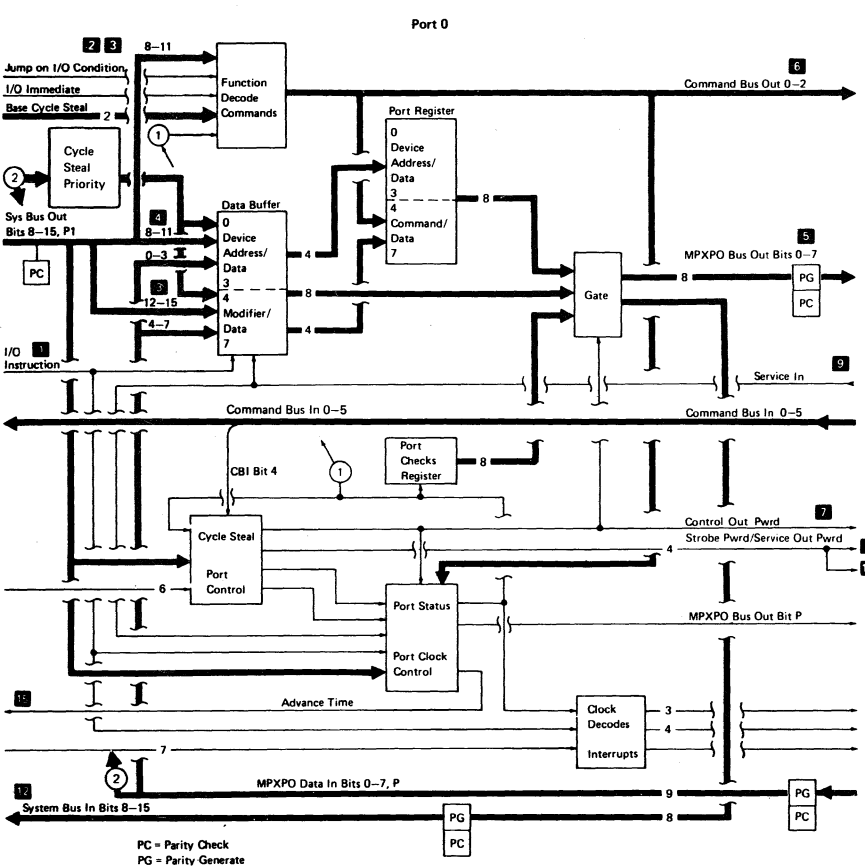 Port 0
2 3
8–11
Jump on I/O Condition
I/O Immediate
Base Cycle Steal
2
Function
Decode
Commands
6
Command Bus Out 0–2
Port Register
0
Device
Address/
Data
3
4
Command/
Data
7
8
1
Cycle
Steal
Priority
2
Sys Bus Out
Bits 8–15, P1
PC
Data Buffer
4
8–11
0–3
3
12–15
4–7
0
Device
Address/
Data
3
4
Modifier/
Data
7
4
8
4
Gate
5
MPXPO Bus Out Bits 0–7
8
PG
PC
I/O
Instruction
1
9
Service In
Command Bus In 0–5
Command Bus In 0–5
CBI Bit 4
1
Port
Checks
Register
8
Cycle Steal
Port
Control
6
7
Control Out Pwrd
4
Strobe Pwrd/Service Out Pwrd
Port Status
Port Clock
Control
MPXPO Bus Out Bit P
Advance Time
Clock
Decodes
Interrupts
3
4
7
2
MPXPO Data In Bits 0–7, P
9
PG
PC
12
System Bus In Bits 8–15
PG
PC
8
PC = Parity Check
PG = Parity Generate